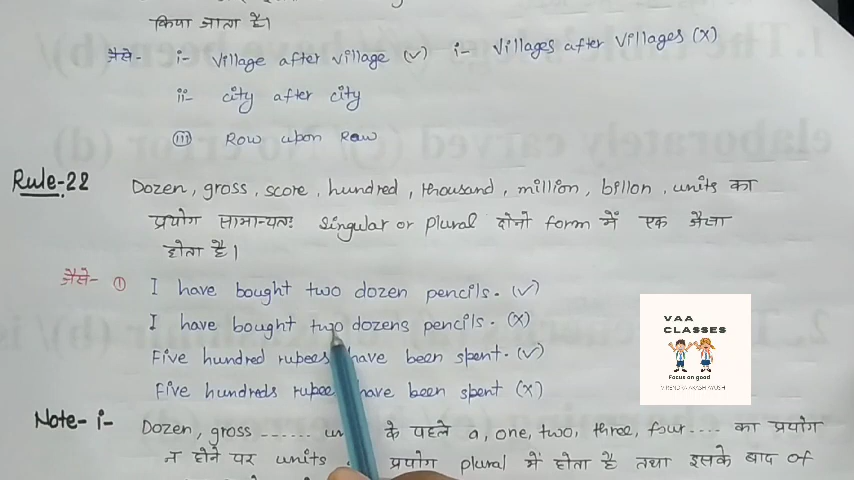 किया जाता है।
जैसे- i- Village after village (✓) i- Villages after Villages (X)
ii- city after city
(iii) Row upon Row
Rule-22 Dozen, gross, score, hundred, thousand, million, billon, units का
प्रयोग सामान्यतः Singular or plural दोनो form में एक जैसा
होता है।
जैसे- ① I have bought two dozen pencils. (✓)
I have bought two dozens pencils. (X)
Five hundred rupees have been spent. (✓)
Five hundreds rupee have been spent (X)
Note- i- Dozen, gross ...... के पहले a, one, two, three, four.... का प्रयोग
न होने पर units प्रयोग plural में होता है तथा इसके बाद of
VAA
CLASSES
Focus on good